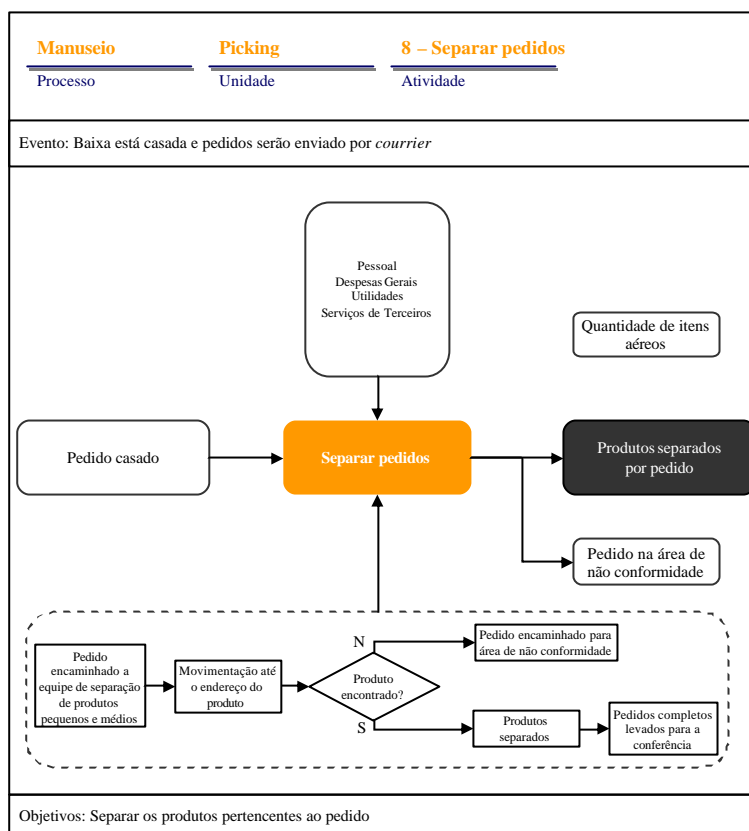 Manuseio
Picking
8 – Separar pedidos
Processo
Unidade
Atividade
Evento: Baixa está casada e pedidos serão enviado por courrier
Pessoal
Despesas Gerais
Utilidades
Serviços de Terceiros
Quantidade de itens
aéreos
Pedido casado
Separar pedidos
Produtos separados
por pedido
Pedido na área de
não conformidade
Pedido
encaminhado a
equipe de separação
de produtos
pequenos e médios
Movimentação até
o endereço do
produto
Produto
encontrado?
N
Pedido encaminhado para
área de não conformidade
S
Produtos
separados
Pedidos completos
levados para a
conferência
Objetivos: Separar os produtos pertencentes ao pedido